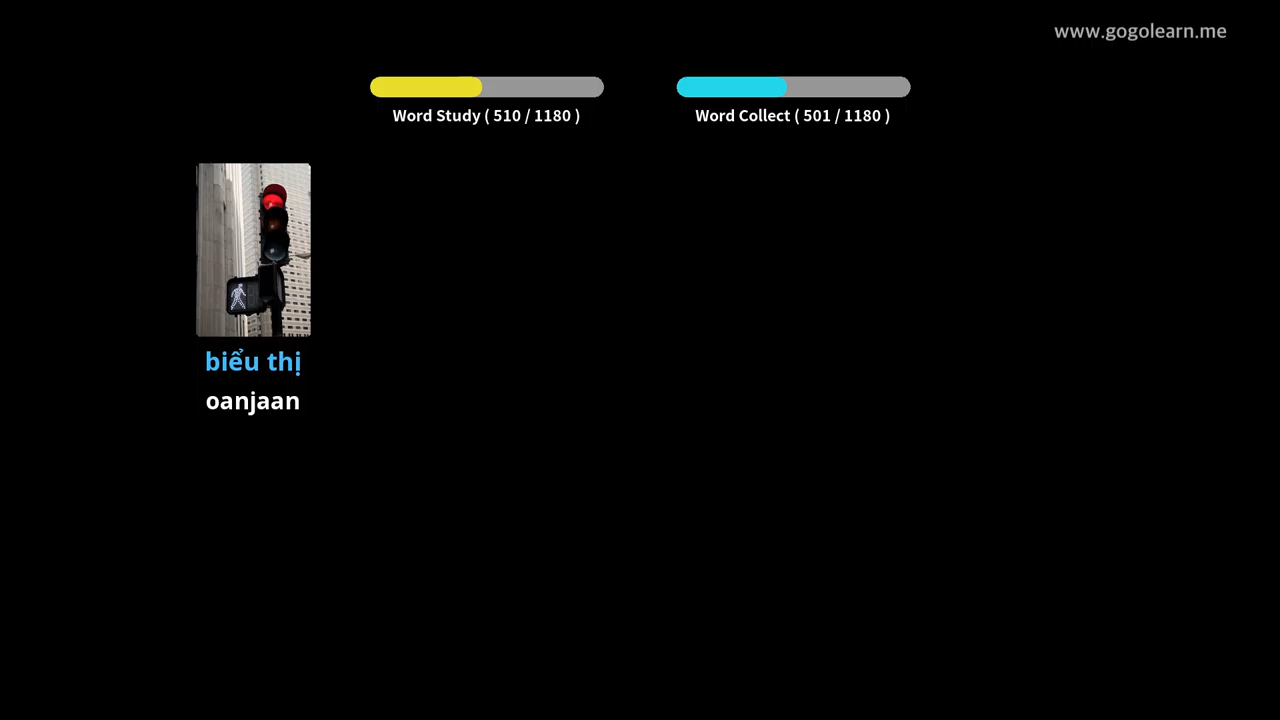 www.gogolearn.me
Word Study ( 510 / 1180 )
Word Collect ( 501 / 1180 )
biểu thị
oanjaan